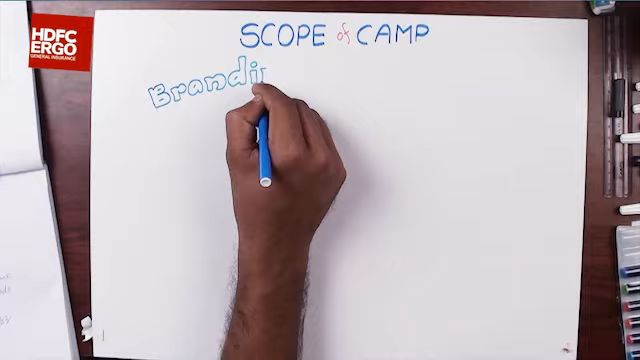 HDFC
ERGO
GENERAL INSURANCE
SCOPE of CAMP
Brandi